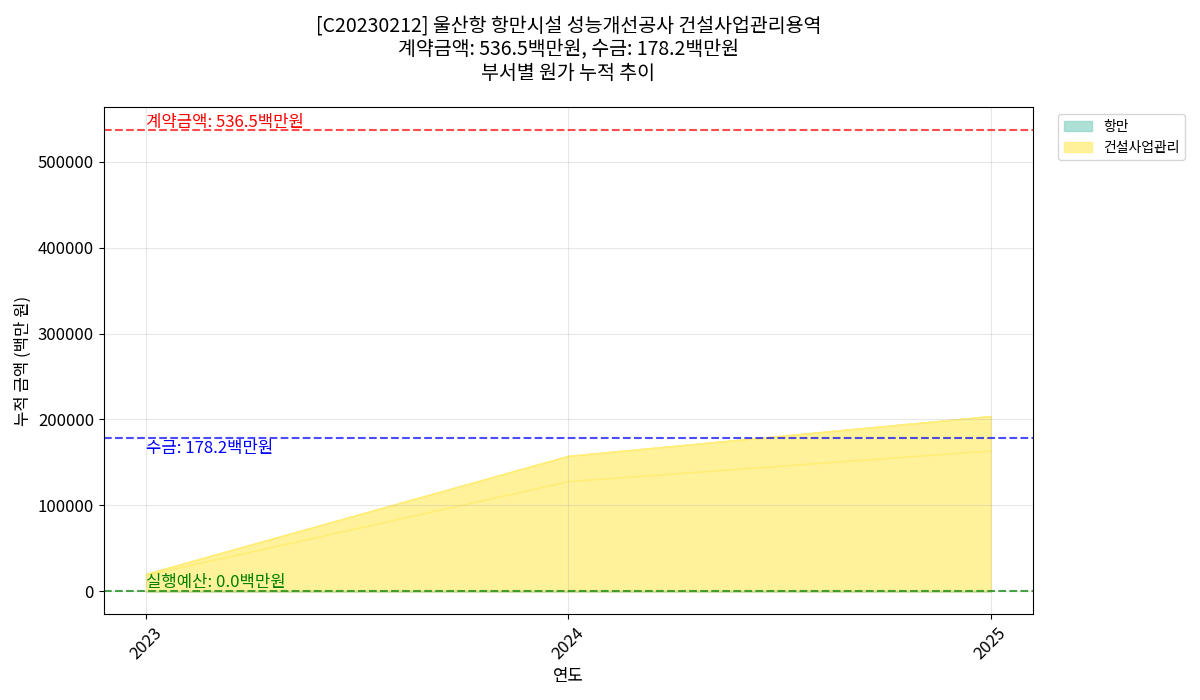 [C20230212] 울산항 항만시설 성능개선공사 건설사업관리용역
계약금액: 536.5백만원, 수금: 178.2백만원
부서별 원가 누적 추이
계약금액: 536.5백만원
항만
건설사업관리
500000
400000
300000
200000
수금: 178.2백만원
100000
실행예산: 0.0백만원
0
누적 금액 (백만 원)
2023
2024
2025
연도